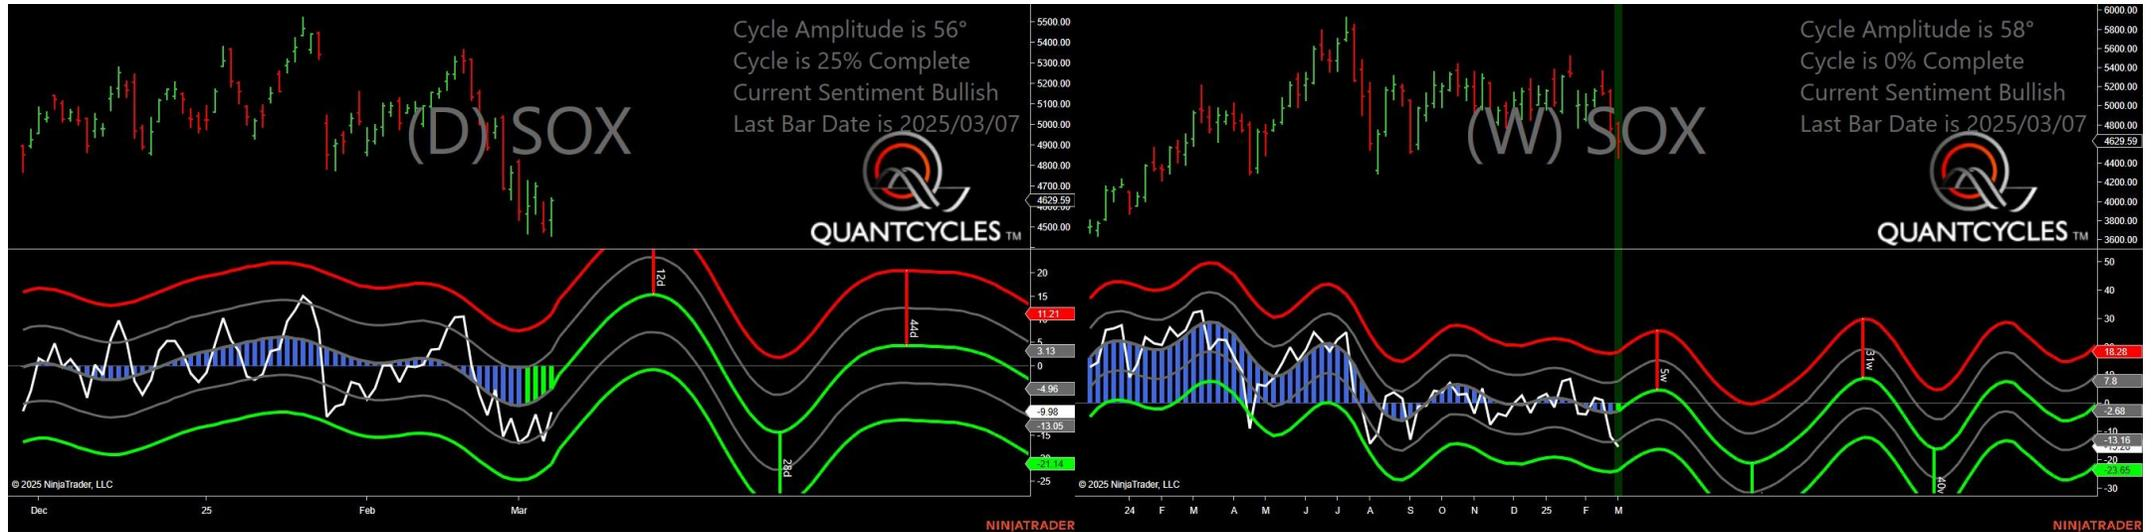 Cycle Amplitude is 56°
Cycle is 25% Complete
Current Sentiment Bullish
Last Bar Date is 2025/03/07
(D) SOX
QUANTCYCLES TM
5500.00
5400.00
5300.00
5200.00
5100.00
5000.00
4900.00
4800.00
4700.00
4629.59
4500.00
12d
28d
44d
20
15
11.21
3.13
0
-4.96
-9.98
-13.05
-15
-21.14
-25
© 2025 NinjaTrader, LLC
Dec
25
Feb
Mar
NINJATRADER
Cycle Amplitude is 58°
Cycle is 0% Complete
Current Sentiment Bullish
Last Bar Date is 2025/03/07
(W) SOX
QUANTCYCLES TM
6000.00
5800.00
5600.00
5400.00
5200.00
5000.00
4800.00
4629.59
4400.00
4200.00
4000.00
3800.00
3600.00
5w
31w
50
40
30
18.28
7.8
0
-2.68
-13.16
-20
-23.65
-30
© 2025 NinjaTrader, LLC
24
F
M
A
M
J
J
A
S
O
N
D
25
F
M
NINJATRADER